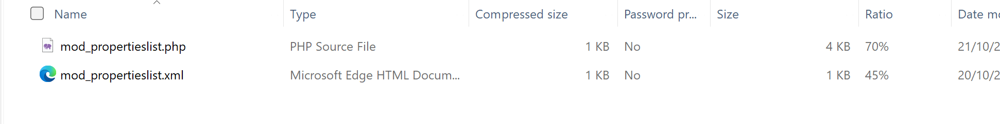 Name Type Compressed size Password pr... Size Ratio Date mo
mod_propertieslist.php PHP Source File 1 KB No 4 KB 70% 21/10/2
mod_propertieslist.xml Microsoft Edge HTML Docum... 1 KB No 1 KB 45% 20/10/2